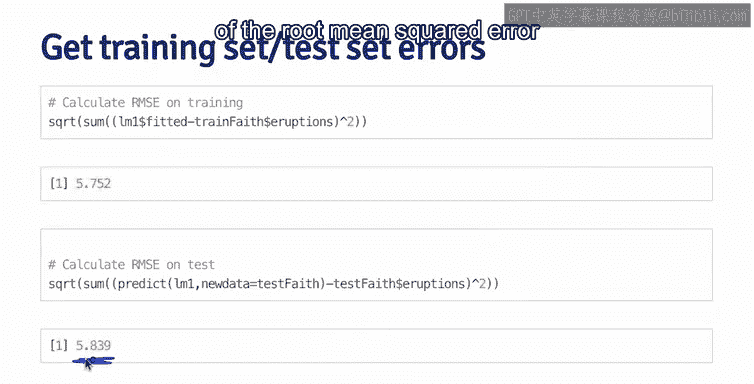 of the root mean squared error
Get training set/test set errors
# Calculate RMSE on training
sqrt(sum((lm1$fitted-trainFaith$eruptions)^2))
[1] 5.752
# Calculate RMSE on test
sqrt(sum((predict(lm1,newdata=testFaith)-testFaith$eruptions)^2))
[1] 5.839